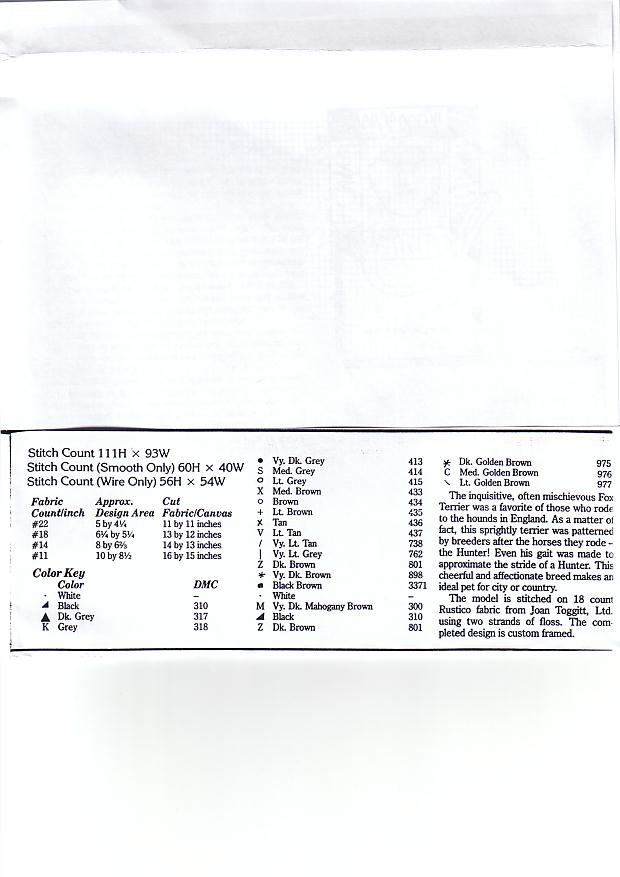 Stitch Count 111H × 93W
Stitch Count (Smooth Only) 60H × 40W
Stitch Count (Wire Only) 56H × 54W
Fabric Approx. Cut
Count/inch Design Area Fabric/Canvas
#22 5 by 4¼ 11 by 11 inches
#18 6¼ by 5¼ 13 by 12 inches
#14 8 by 6⅔ 14 by 13 inches
#11 10 by 8½ 16 by 15 inches
Color Key
Color DMC
· White –
◢ Black 310
▲ Dk. Grey 317
K Grey 318
● Vy. Dk. Grey 413
S Med. Grey 414
O Lt. Grey 415
X Med. Brown 433
○ Brown 434
+ Lt. Brown 435
x Tan 436
V Lt. Tan 437
/ Vy. Lt. Tan 738
| Vy. Lt. Grey 762
Z Dk. Brown 801
* Vy. Dk. Brown 898
■ Black Brown 3371
· White –
M Vy. Dk. Mahogany Brown 300
◢ Black 310
Z Dk. Brown 801
* Dk. Golden Brown 975
C Med. Golden Brown 976
\ Lt. Golden Brown 977
The inquisitive, often mischievous Fox
Terrier was a favorite of those who rode
to the hounds in England. As a matter of
fact, this sprightly terrier was patterned
by breeders after the horses they rode –
the Hunter! Even his gait was made to
approximate the stride of a Hunter. This
cheerful and affectionate breed makes an
ideal pet for city or country.
The model is stitched on 18 count
Rustico fabric from Joan Toggitt, Ltd.
using two strands of floss. The com-
pleted design is custom framed.